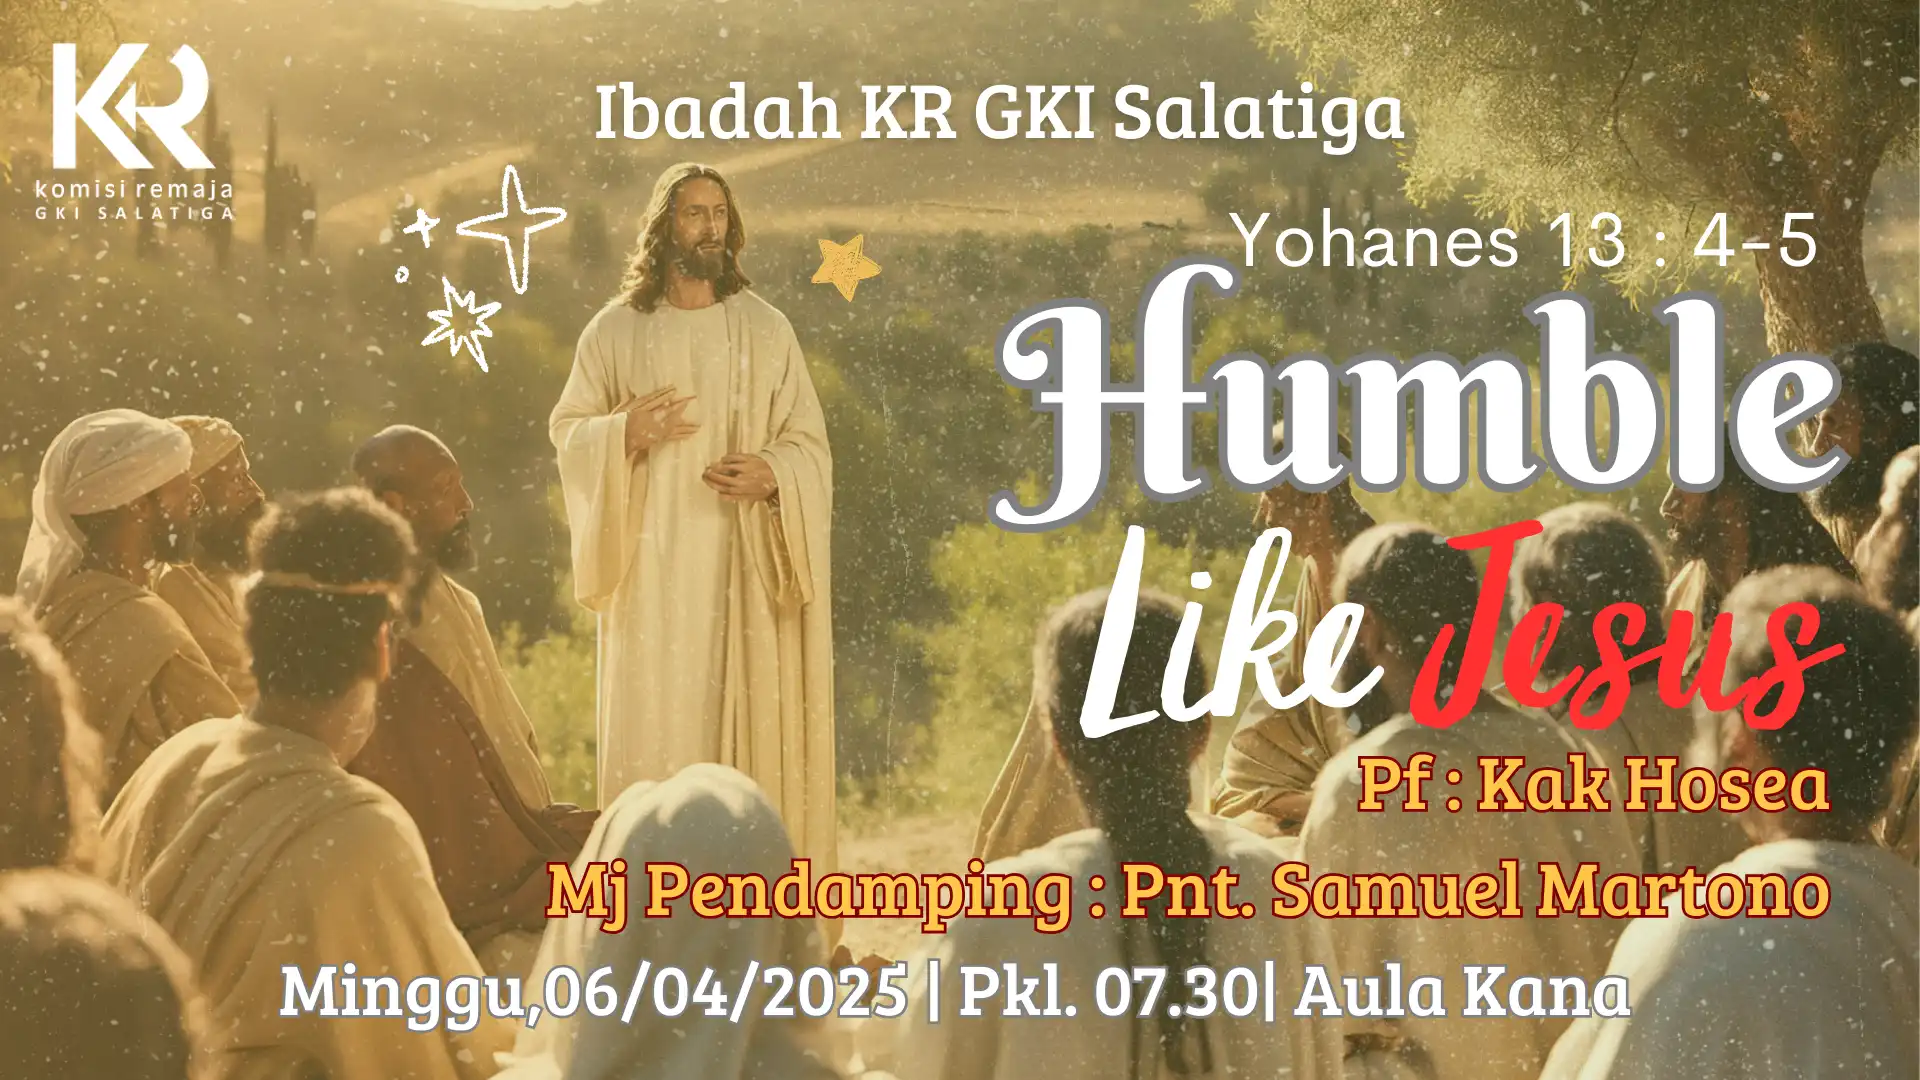 KR
komisi remaja
GKI SALATIGA
Ibadah KR GKI Salatiga
Yohanes 13 : 4-5
Humble
Like Jesus
Pf : Kak Hosea
Mj Pendamping : Pnt. Samuel Martono
Minggu,06/04/2025 | Pkl. 07.30| Aula Kana